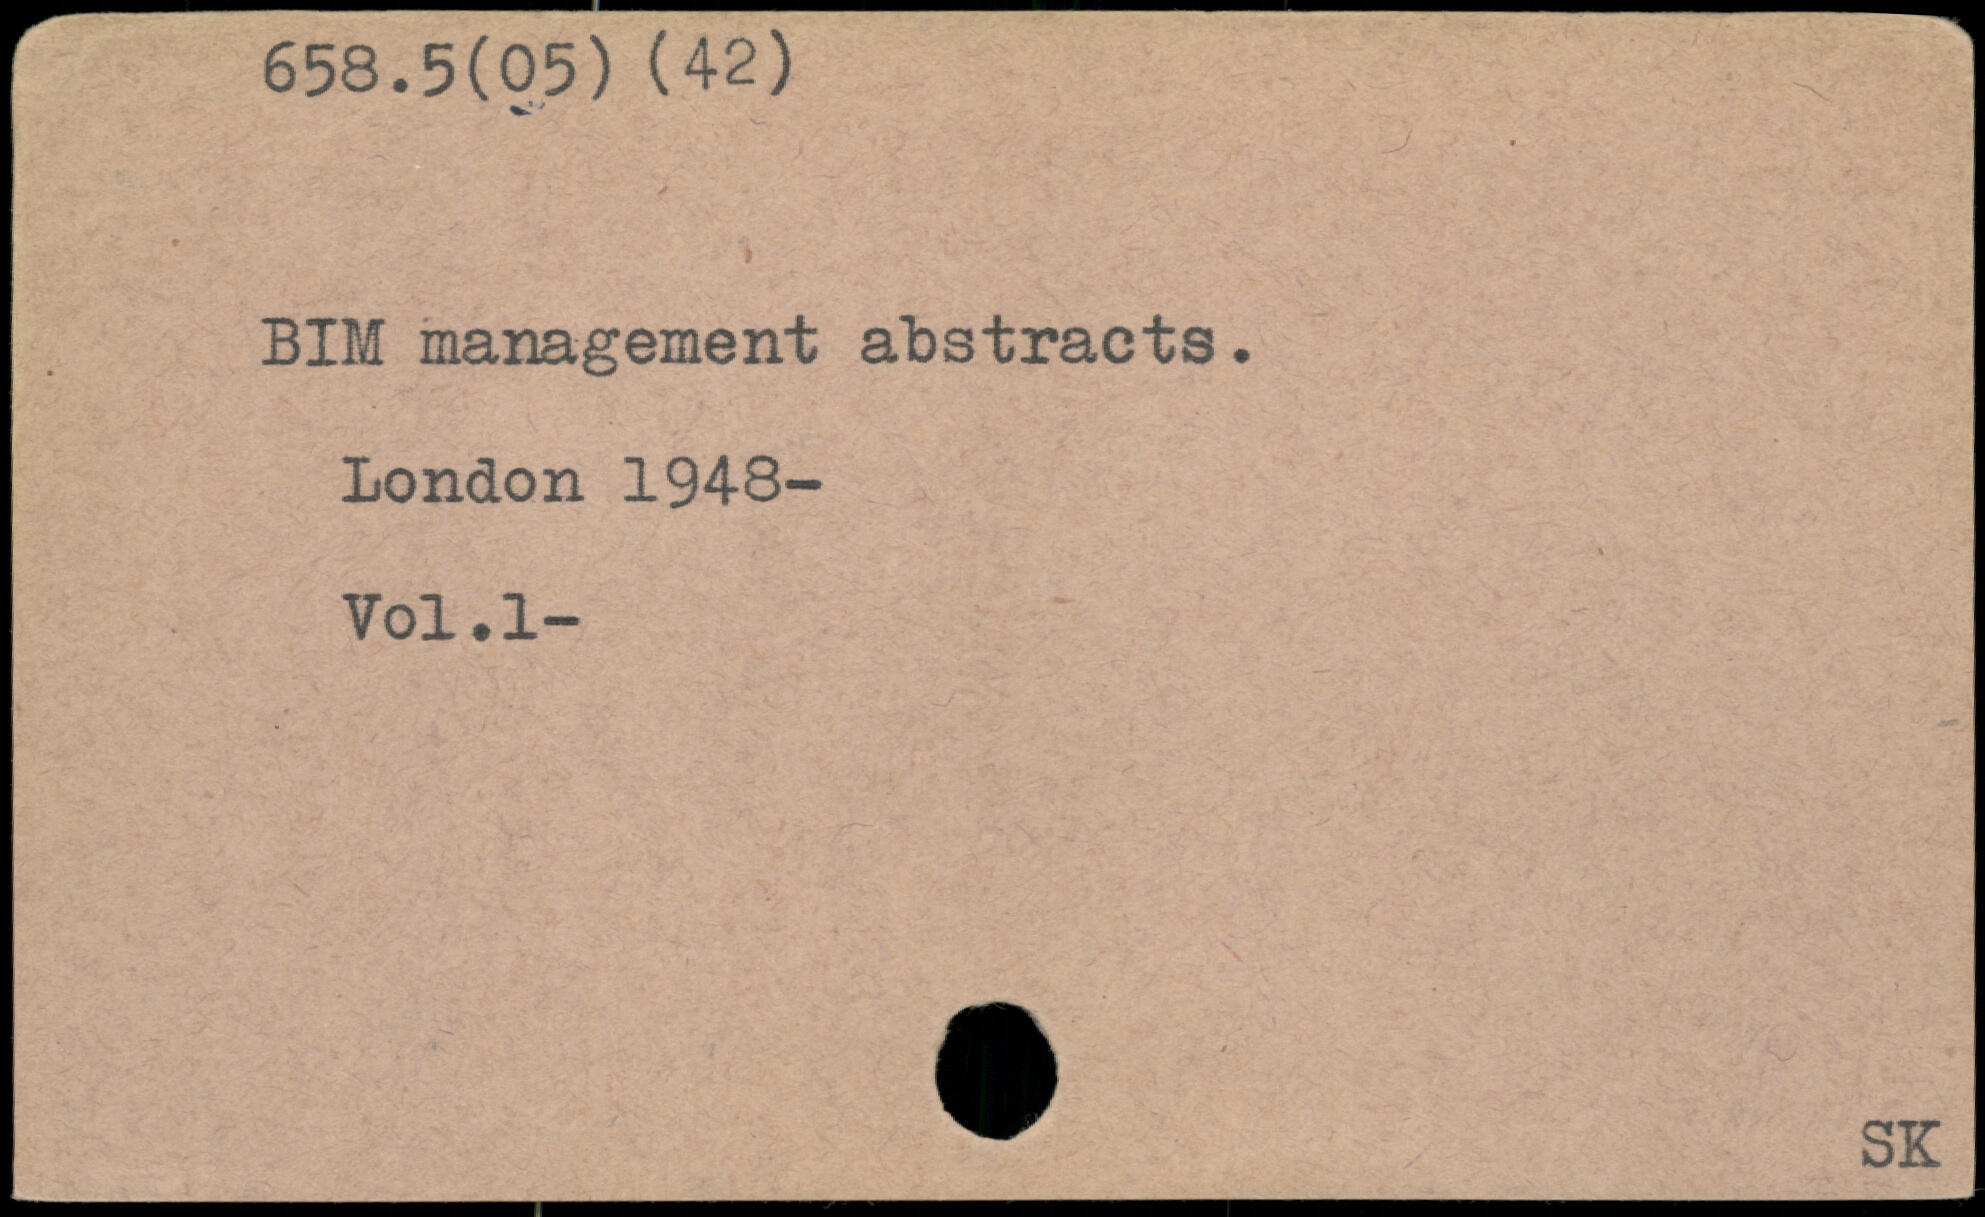 658.5(05) (42)
BIM management abstracts.
London 1948-
Vol.1-
SK